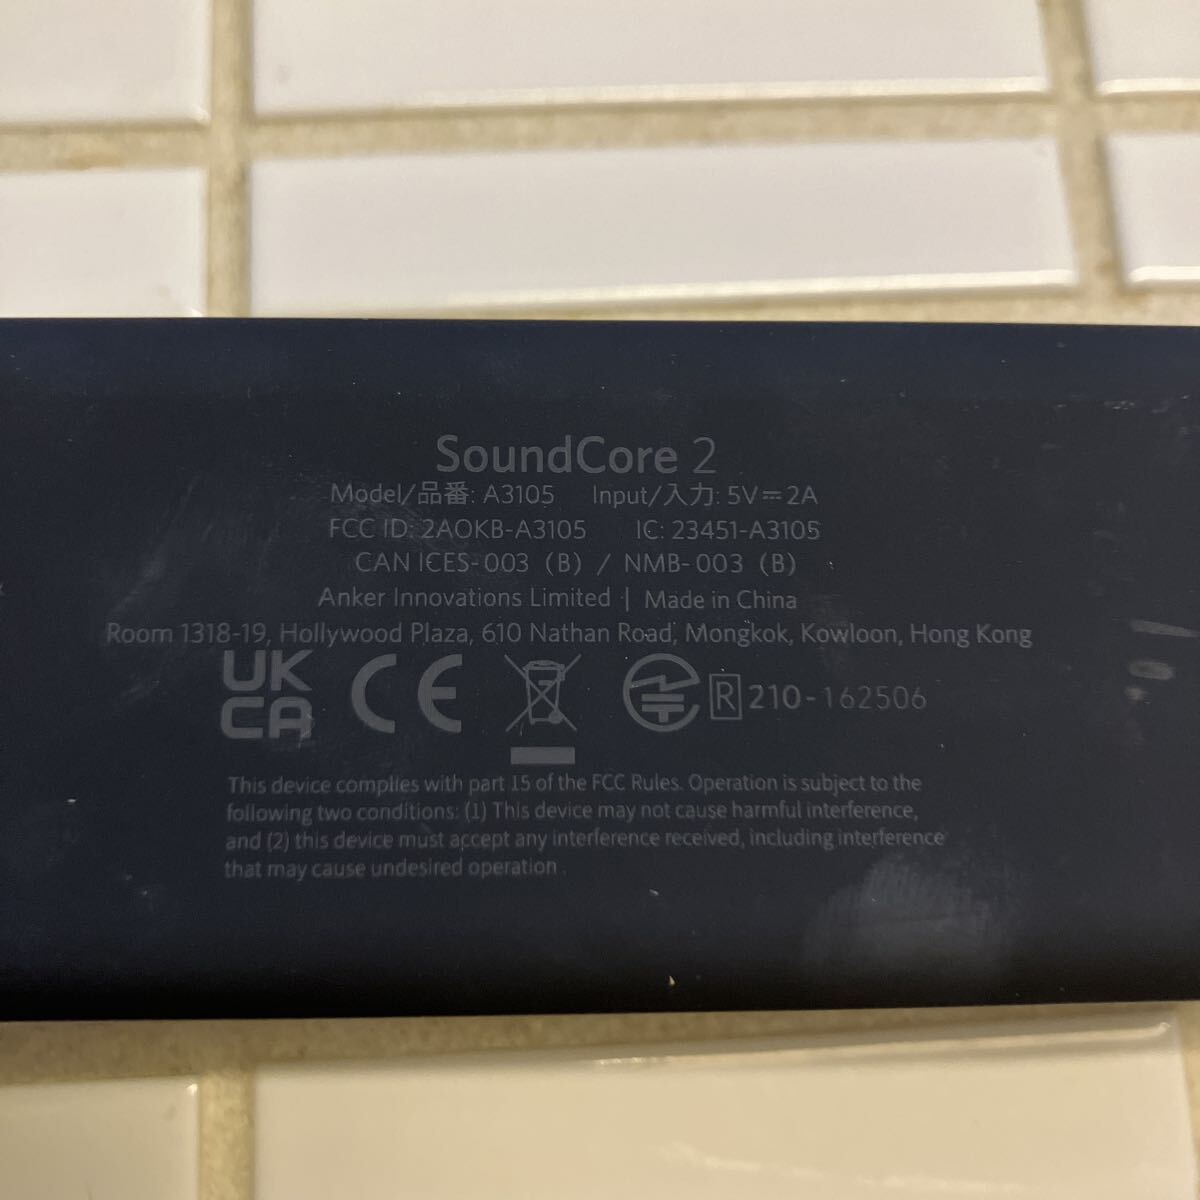 SoundCore 2
Model/品番: A3105 Input/入力: 5V⎓2A
FCC ID: 2AOKB-A3105 IC: 23451-A3105
CAN ICES-003 (B) / NMB-003 (B)
Anker Innovations Limited | Made in China
Room 1318-19, Hollywood Plaza, 610 Nathan Road, Mongkok, Kowloon, Hong Kong
UK
CA CE R 210-162506
This device complies with part 15 of the FCC Rules. Operation is subject to the
following two conditions: (1) This device may not cause harmful interference,
and (2) this device must accept any interference received, including interference
that may cause undesired operation.